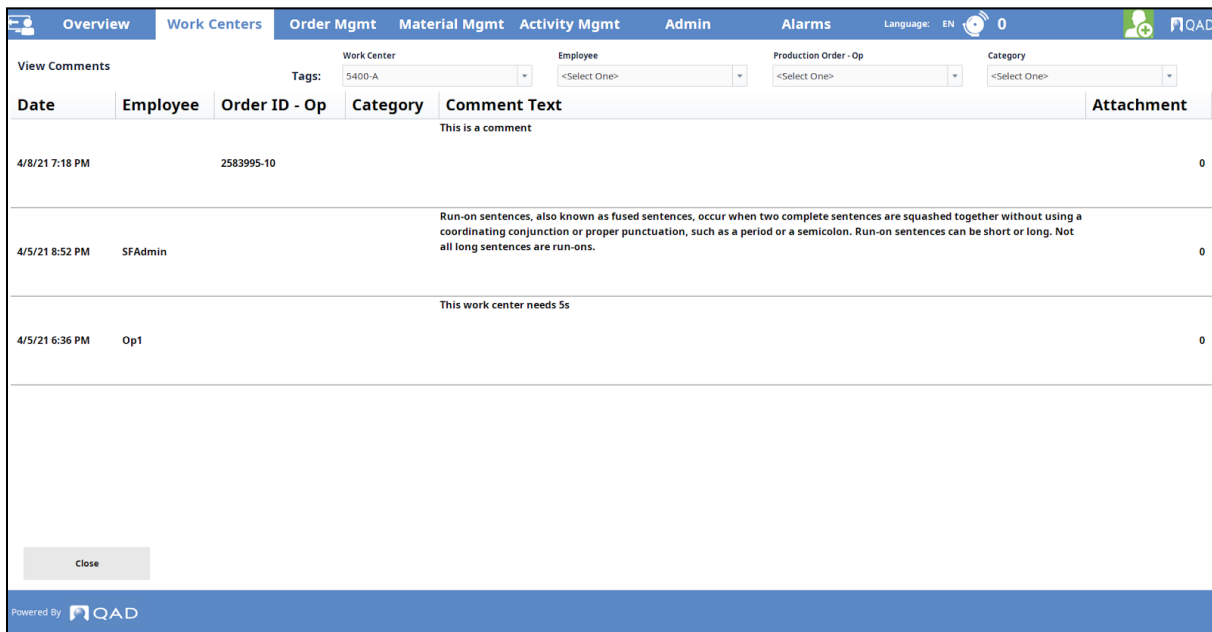 Overview Work Centers Order Mgmt Material Mgmt Activity Mgmt Admin Alarms Language: EN 0 QAD
View Comments
Tags:
Work Center Employee Production Order - Op Category
5400-A <Select One> <Select One> <Select One>
Date Employee Order ID - Op Category Comment Text Attachment
This is a comment
4/8/21 7:18 PM 2583995-10 0
Run-on sentences, also known as fused sentences, occur when two complete sentences are squashed together without using a
coordinating conjunction or proper punctuation, such as a period or a semicolon. Run-on sentences can be short or long. Not
all long sentences are run-ons.
4/5/21 8:52 PM SFAdmin 0
This work center needs 5s
4/5/21 6:36 PM Op1 0
Close
Powered By QAD